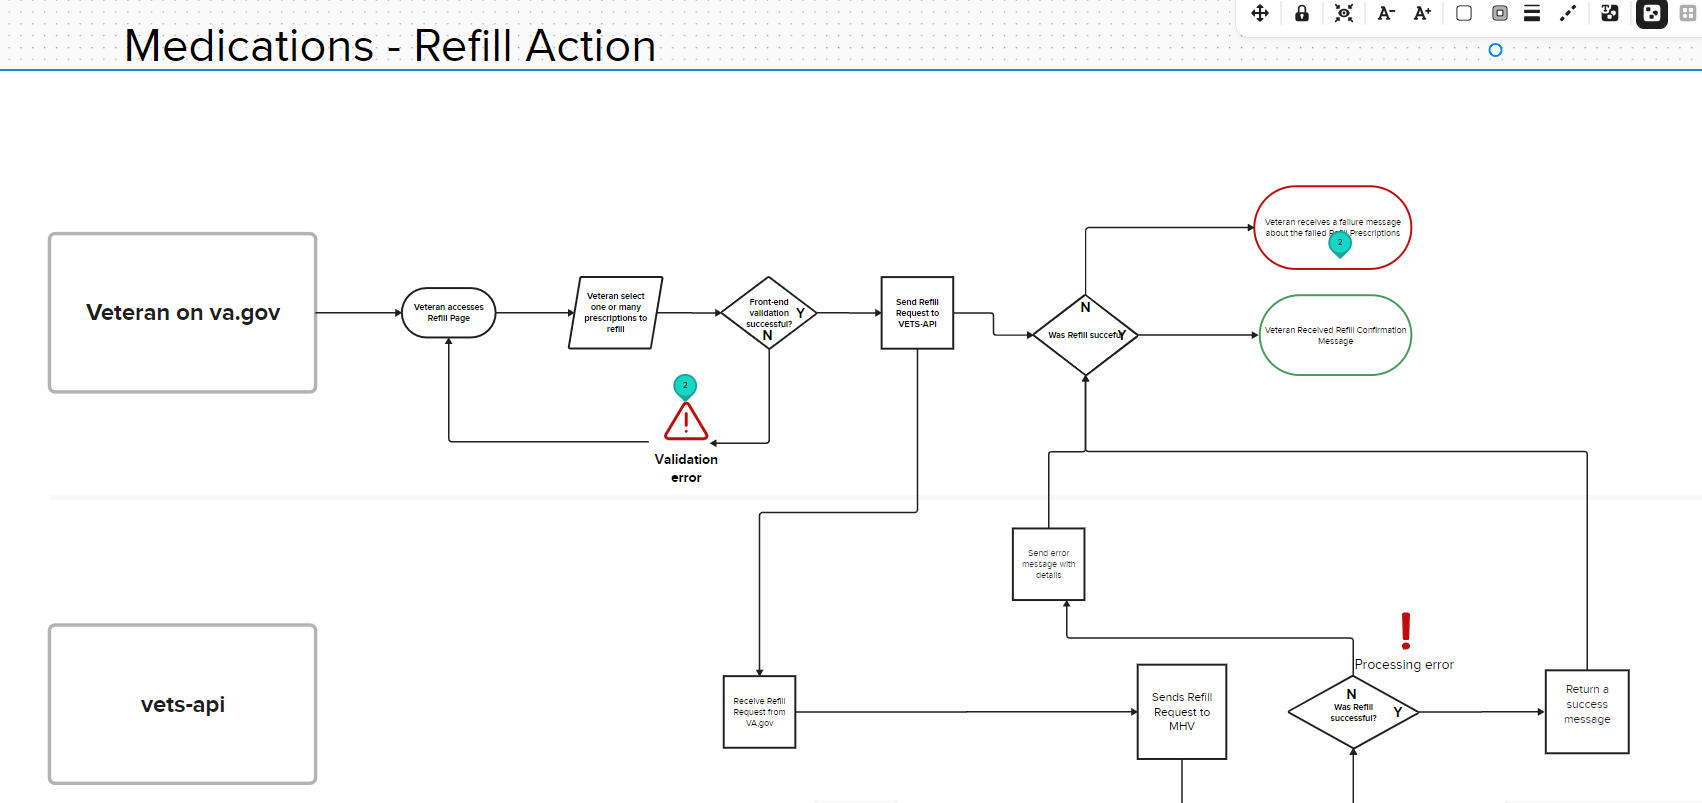 A- A+
Medications - Refill Action
Veteran on va.gov
Veteran accesses
Refill Page
Veteran select
one or many
prescriptions to
refill
Front-end
validation
successful?
Y
N
Send Refill
Request to
VETS-API
N
Was Refill succeful
Y
Veteran receives a failure message
about the failed Refill Prescriptions
2
Veteran Received Refill Confirmation
Message
2
Validation
error
Send error
message with
details
Processing error
vets-api
Receive Refill
Request from
VA.gov
Sends Refill
Request to
MHV
N
Was Refill
successful?
Y
Return a
success
message